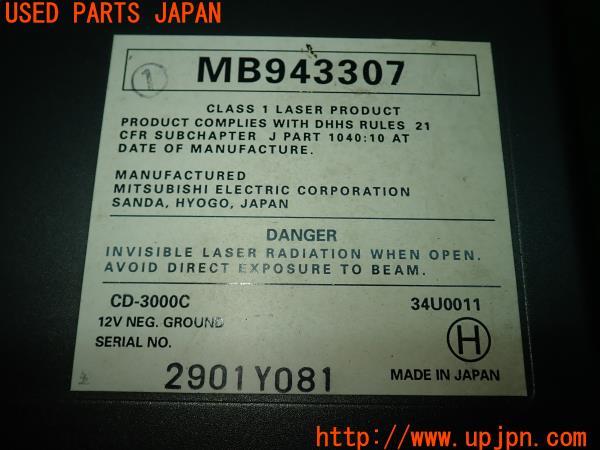 USED PARTS JAPAN
1
MB943307
CLASS 1 LASER PRODUCT
PRODUCT COMPLIES WITH DHHS RULES 21
CFR SUBCHAPTER J PART 1040:10 AT
DATE OF MANUFACTURE.
MANUFACTURED
MITSUBISHI ELECTRIC CORPORATION
SANDA, HYOGO, JAPAN
DANGER
INVISIBLE LASER RADIATION WHEN OPEN.
AVOID DIRECT EXPOSURE TO BEAM.
CD-3000C 34U0011
12V NEG. GROUND
SERIAL NO. H
2901Y081 MADE IN JAPAN
http://www.upjpn.com